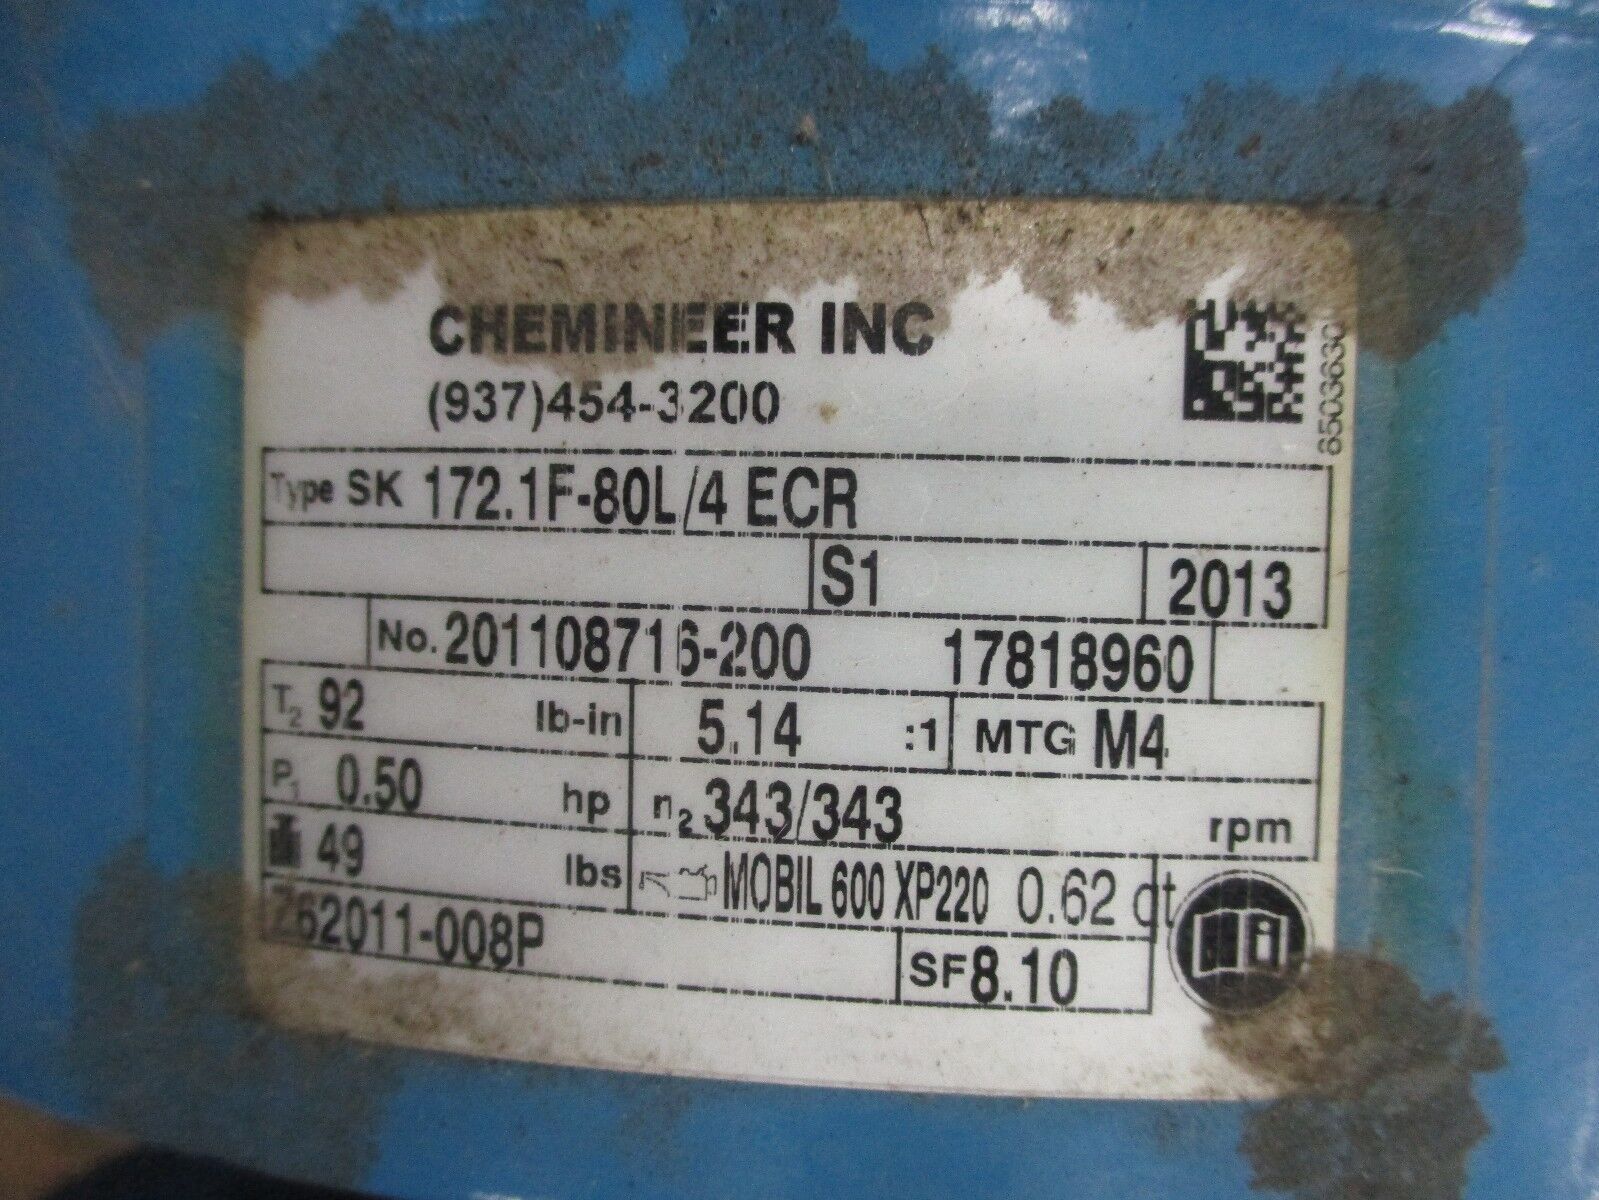 CHEMINEER INC
(937)454-3200
6503630
Type SK 172.1F-80L/4 ECR
S1 2013
No. 201108716-200 17818960
T2 92 lb-in 5.14 :1 MTG M4
P1 0.50 hp n2 343/343 rpm
49 lbs MOBIL 600 XP220 0.62 qt
Z62011-008P SF 8.10
i